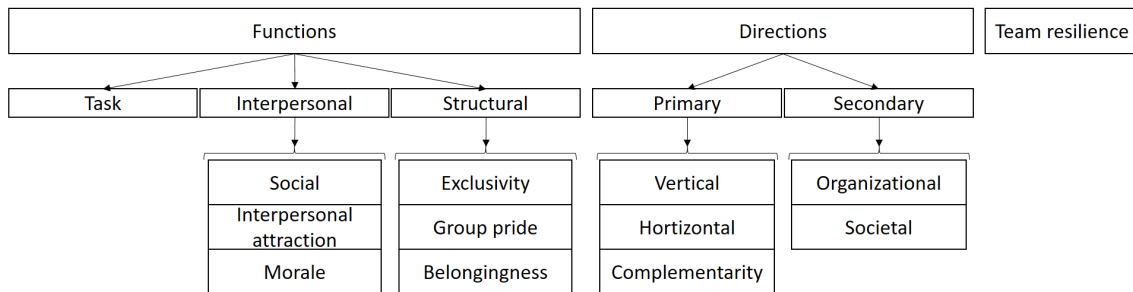 Functions
Directions
Team resilience
Task
Interpersonal
Structural
Primary
Secondary
Social
Exclusivity
Vertical
Organizational
Interpersonal
attraction
Group pride
Hortizontal
Societal
Morale
Belongingness
Complementarity